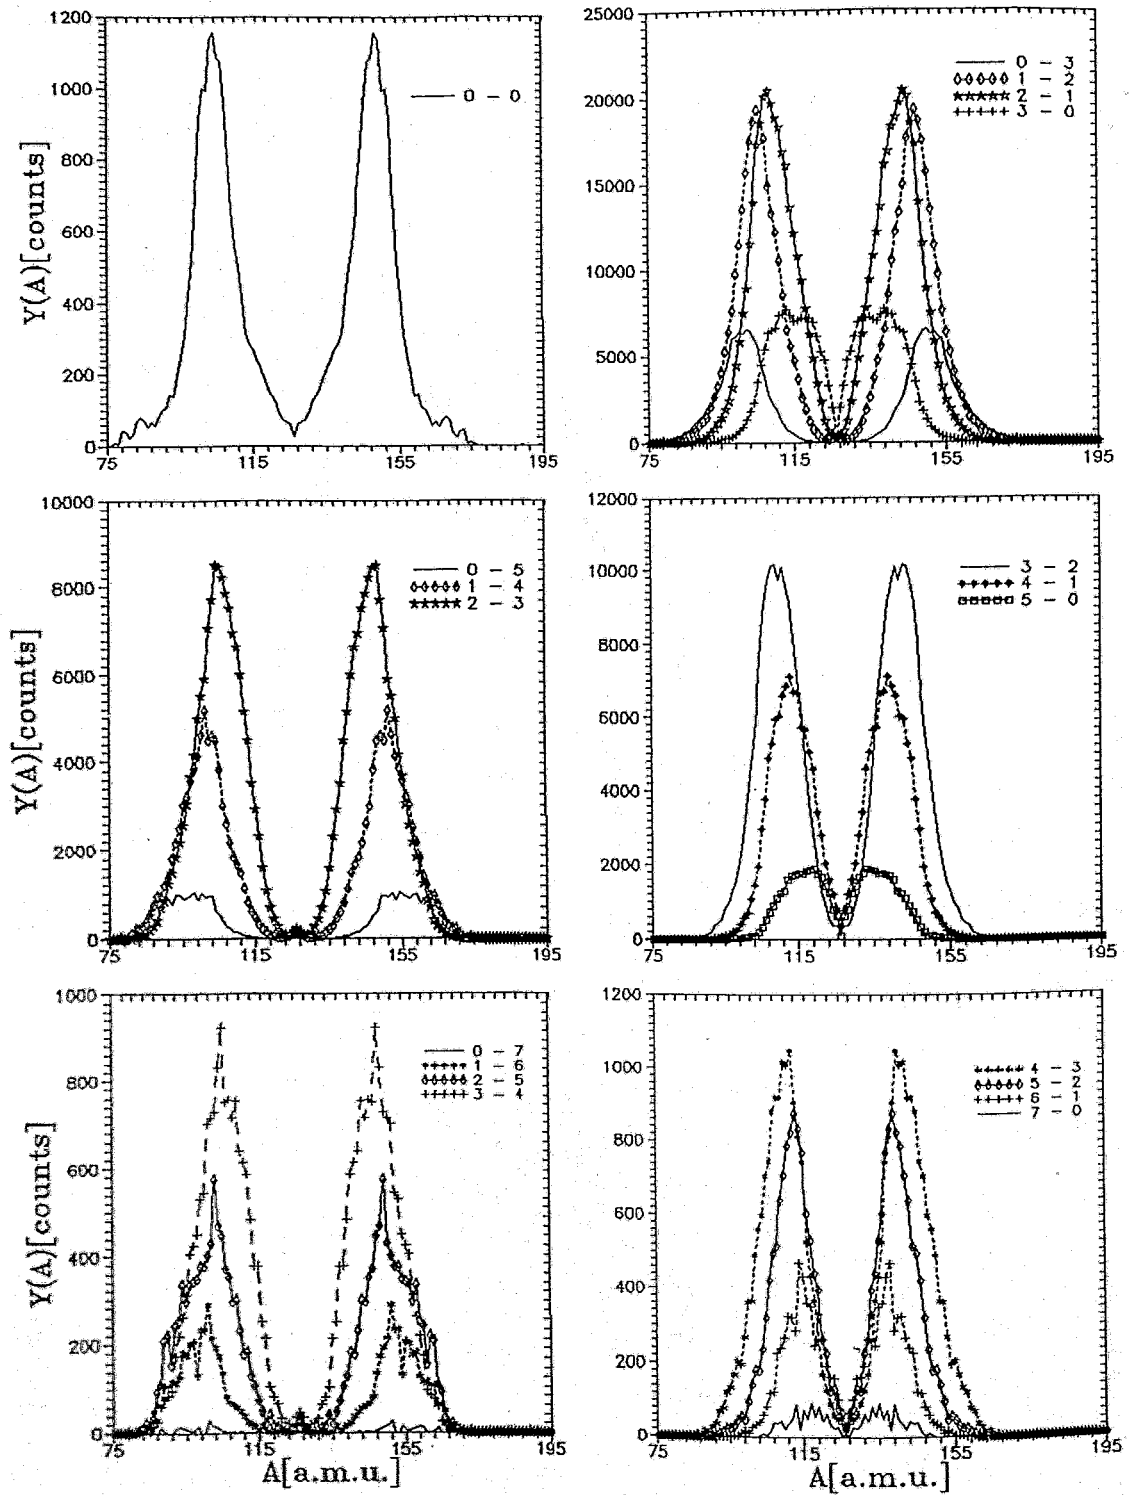 Y(A)[counts]
1200
1000
800
600
400
200
0
75
115
155
195
0 - 0
25000
20000
15000
10000
5000
0
75
115
155
195
0 - 3
1 - 2
2 - 1
3 - 0
Y(A)[counts]
10000
8000
6000
4000
2000
0
75
115
155
195
0 - 5
1 - 4
2 - 3
12000
10000
8000
6000
4000
2000
0
75
115
155
195
3 - 2
4 - 1
5 - 0
Y(A)[counts]
1000
800
600
400
200
0
75
115
155
195
A[a.m.u.]
0 - 7
1 - 6
2 - 5
3 - 4
1200
1000
800
600
400
200
0
75
115
155
195
A[a.m.u.]
4 - 3
5 - 2
6 - 1
7 - 0